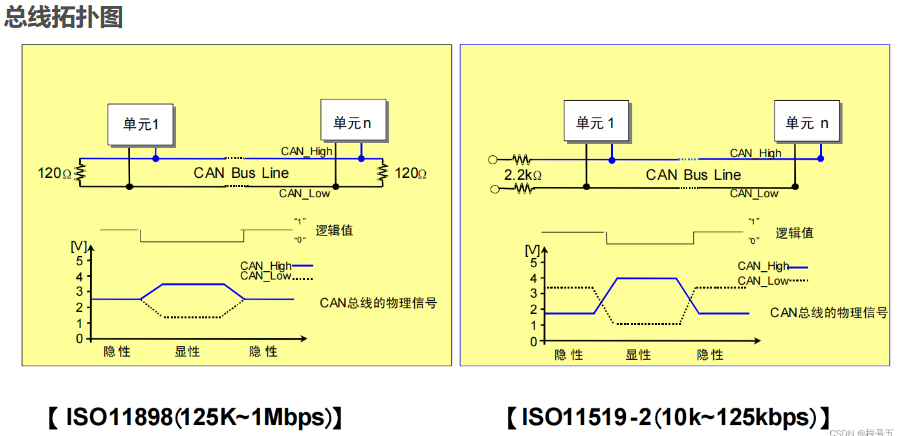 总线拓扑图
单元1
单元n
CAN_High
120Ω
CAN Bus Line
120Ω
CAN_Low
"1"
"0"
逻辑值
[V]
5
4
3
2
1
0
CAN_High
CAN_Low
CAN总线的物理信号
隐性
显性
隐性
【 ISO11898(125K~1Mbps)】
单元1
单元 n
CAN_High
2.2kΩ
CAN Bus Line
CAN_Low
"1"
"0"
逻辑值
[V]
5
4
3
2
1
0
CAN_High
CAN_Low
CAN总线的物理信号
隐性
显性
隐性
【 ISO11519-2(10k~125kbps)】
CSDN @根号五